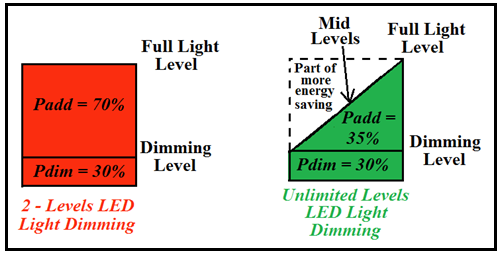 Full Light
Level
Padd = 70%
Dimming
Level
Pdim = 30%
2 - Levels LED
Light Dimming
Mid
Levels
Full Light
Level
Part of
more
energy
saving
Padd =
35%
Dimming
Level
Pdim = 30%
Unlimited Levels
LED Light
Dimming